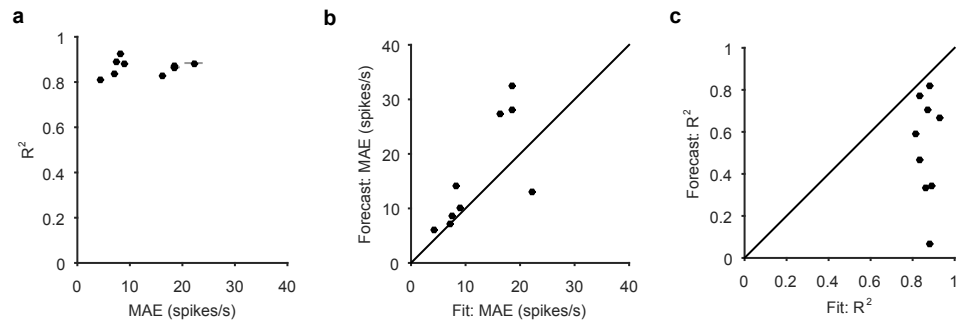 a
1
0.8
0.6
0.4
0.2
0
R²
0 10 20 30 40
MAE (spikes/s)
b
40
30
20
10
0
Forecast: MAE (spikes/s)
0 10 20 30 40
Fit: MAE (spikes/s)
c
1
0.8
0.6
0.4
0.2
0
Forecast: R²
0 0.2 0.4 0.6 0.8 1
Fit: R²